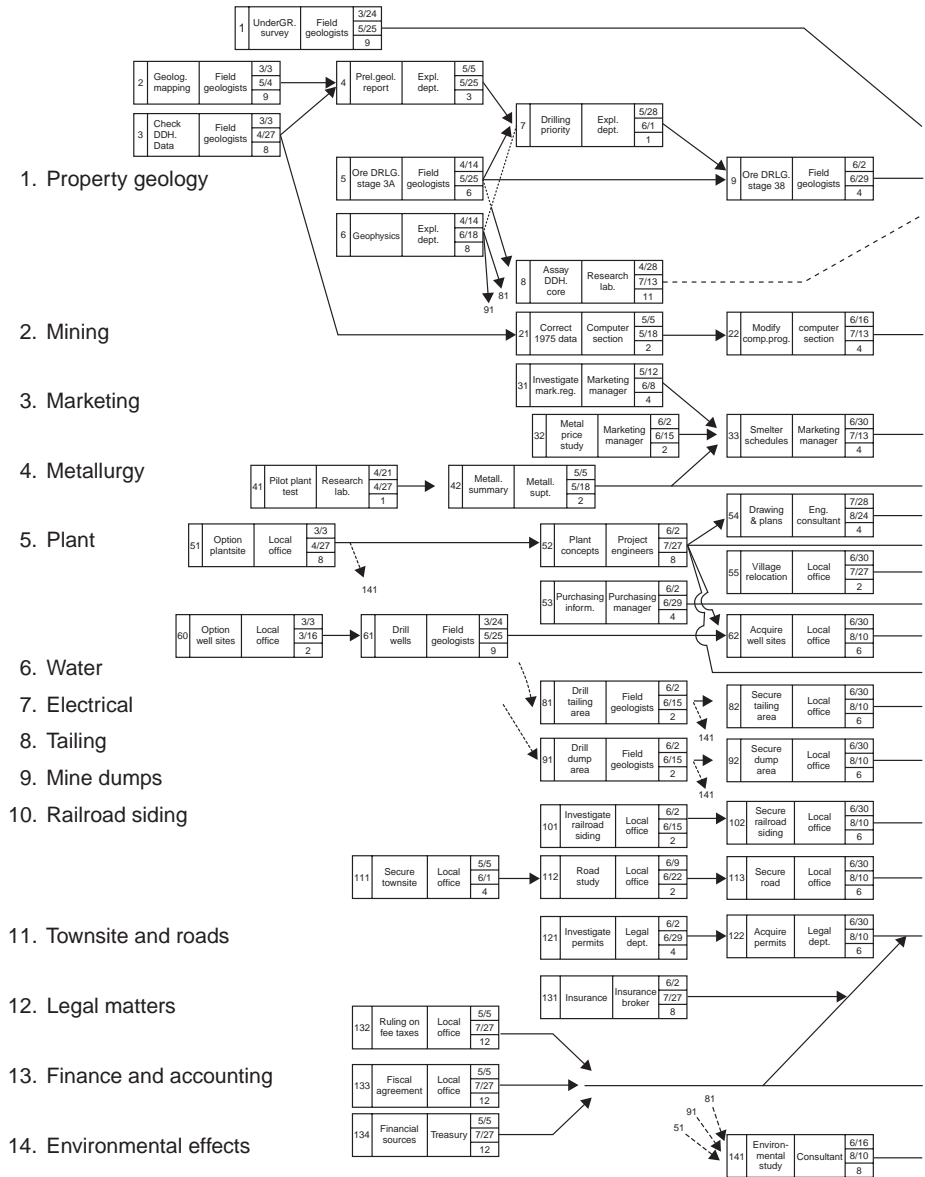 1
UnderGR.
survey
Field
geologists
3/24
5/25
9
2
Geolog.
mapping
Field
geologists
3/3
5/4
9
4
Prel.geol.
report
Expl.
dept.
5/5
5/25
3
3
Check
DDH.
Data
Field
geologists
3/3
4/27
8
7
Drilling
priority
Expl.
dept.
5/28
6/1
1
1. Property geology
5
Ore DRLG.
stage 3A
Field
geologists
4/14
5/25
6
9
Ore DRLG.
stage 38
Field
geologists
6/2
6/29
4
6
Geophysics
Expl.
dept.
4/14
6/18
8
8
Assay
DDH.
core
Research
lab.
4/28
7/13
11
81
91
2. Mining
21
Correct
1975 data
Computer
section
5/5
5/18
2
22
Modify
comp.prog.
computer
section
6/16
7/13
4
3. Marketing
31
Investigate
mark.reg.
Marketing
manager
5/12
6/8
4
32
Metal
price
study
Marketing
manager
6/2
6/15
2
33
Smelter
schedules
Marketing
manager
6/30
7/13
4
4. Metallurgy
41
Pilot plant
test
Research
lab.
4/21
4/27
1
42
Metall.
summary
Metall.
supt.
5/5
5/18
2
54
Drawing
& plans
Eng.
consultant
7/28
8/24
4
5. Plant
51
Option
plantsite
Local
office
3/3
4/27
8
141
52
Plant
concepts
Project
engineers
6/2
7/27
8
55
Village
relocation
Local
office
6/30
7/27
2
53
Purchasing
inform.
Purchasing
manager
6/2
6/29
4
60
Option
well sites
Local
office
3/3
3/16
2
61
Drill
wells
Field
geologists
3/24
5/25
9
62
Acquire
well sites
Local
office
6/30
8/10
6
6. Water
7. Electrical
8. Tailing
9. Mine dumps
10. Railroad siding
81
Drill
tailing
area
Field
geologists
6/2
6/15
2
141
82
Secure
tailing
area
Local
office
6/30
8/10
6
91
Drill
dump
area
Field
geologists
6/2
6/15
2
141
92
Secure
dump
area
Local
office
6/30
8/10
6
101
Investigate
railroad
siding
Local
office
6/2
6/15
2
102
Secure
railroad
siding
Local
office
6/30
8/10
6
111
Secure
townsite
Local
office
5/5
6/1
4
112
Road
study
Local
office
6/9
6/22
2
113
Secure
road
Local
office
6/30
8/10
6
11. Townsite and roads
121
Investigate
permits
Legal
dept.
6/2
6/29
4
122
Acquire
permits
Legal
dept.
6/30
8/10
6
12. Legal matters
131
Insurance
Insurance
broker
6/2
7/27
8
132
Ruling on
fee taxes
Local
office
5/5
7/27
12
13. Finance and accounting
133
Fiscal
agreement
Local
office
5/5
7/27
12
134
Financial
sources
Treasury
5/5
7/27
12
14. Environmental effects
81
91
51
141
Environ-
mental
study
Consultant
6/16
8/10
8